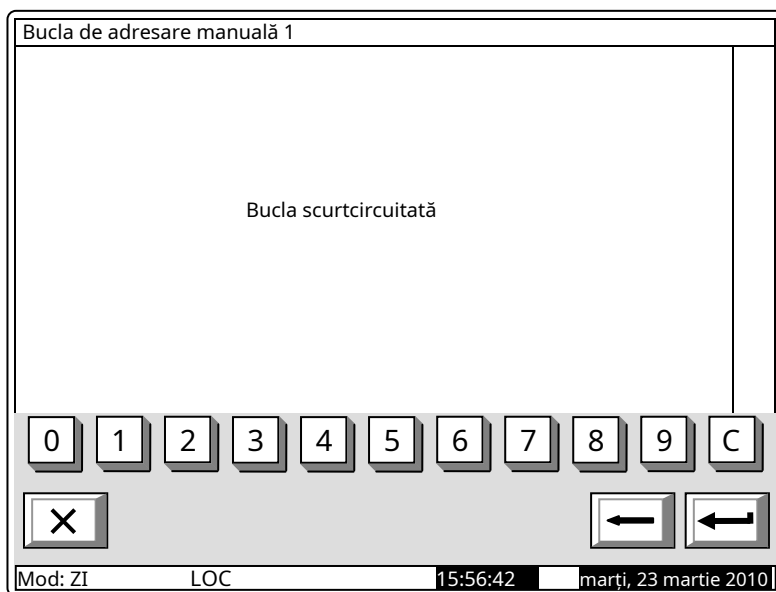 Bucla de adresare manuală 1
Bucla scurtcircuitată
0 1 2 3 4 5 6 7 8 9 C
Mod: ZI LOC 15:56:42 marți, 23 martie 2010